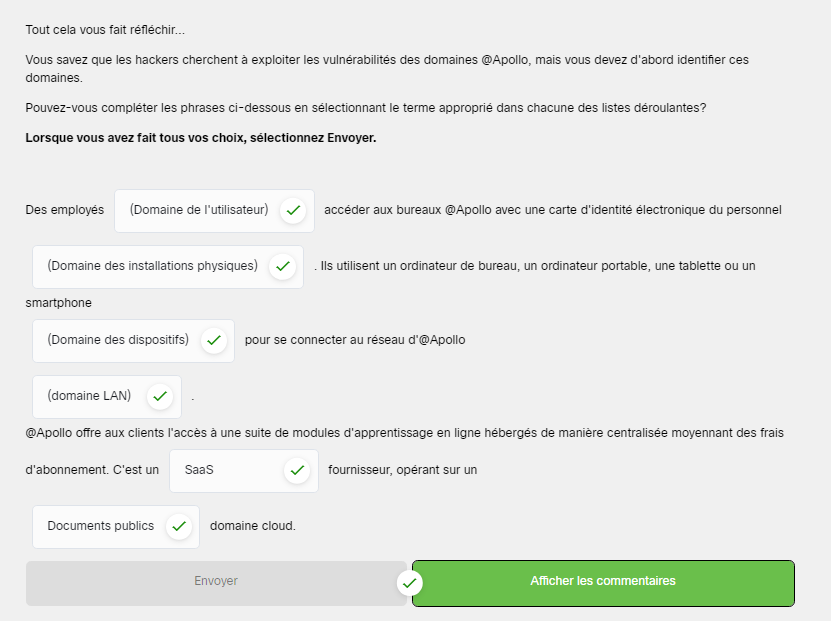 Tout cela vous fait réfléchir...
Vous savez que les hackers cherchent à exploiter les vulnérabilités des domaines @Apollo, mais vous devez d'abord identifier ces
domaines.
Pouvez-vous compléter les phrases ci-dessous en sélectionnant le terme approprié dans chacune des listes déroulantes?
Lorsque vous avez fait tous vos choix, sélectionnez Envoyer.
Des employés (Domaine de l'utilisateur) accéder aux bureaux @Apollo avec une carte d'identité électronique du personnel
(Domaine des installations physiques) . Ils utilisent un ordinateur de bureau, un ordinateur portable, une tablette ou un
smartphone
(Domaine des dispositifs) pour se connecter au réseau d'@Apollo
(domaine LAN) .
@Apollo offre aux clients l'accès à une suite de modules d'apprentissage en ligne hébergés de manière centralisée moyennant des frais
d'abonnement. C'est un SaaS fournisseur, opérant sur un
Documents publics domaine cloud.
Envoyer Afficher les commentaires